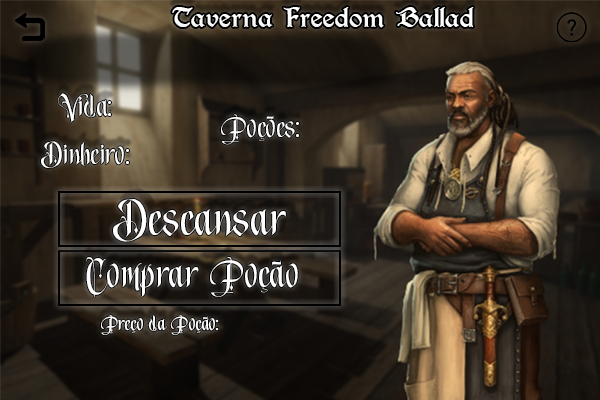 Taverna Freedom Ballad
?
Vida:
Poções:
Dinheiro:
Descansar
Comprar Poção
Preço da Poção: